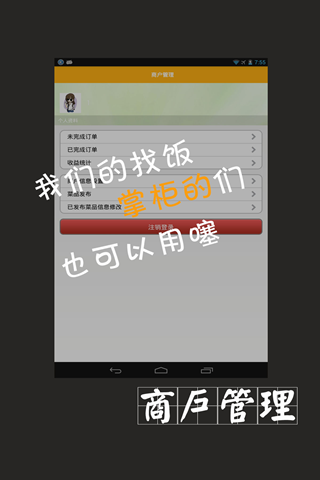 7:55
商户管理
未完成订单
已完成订单
收益统计
菜品发布
已发布菜品信息修改
注销登录
我们的找饭
掌柜的们
也可以用噻
商户管理